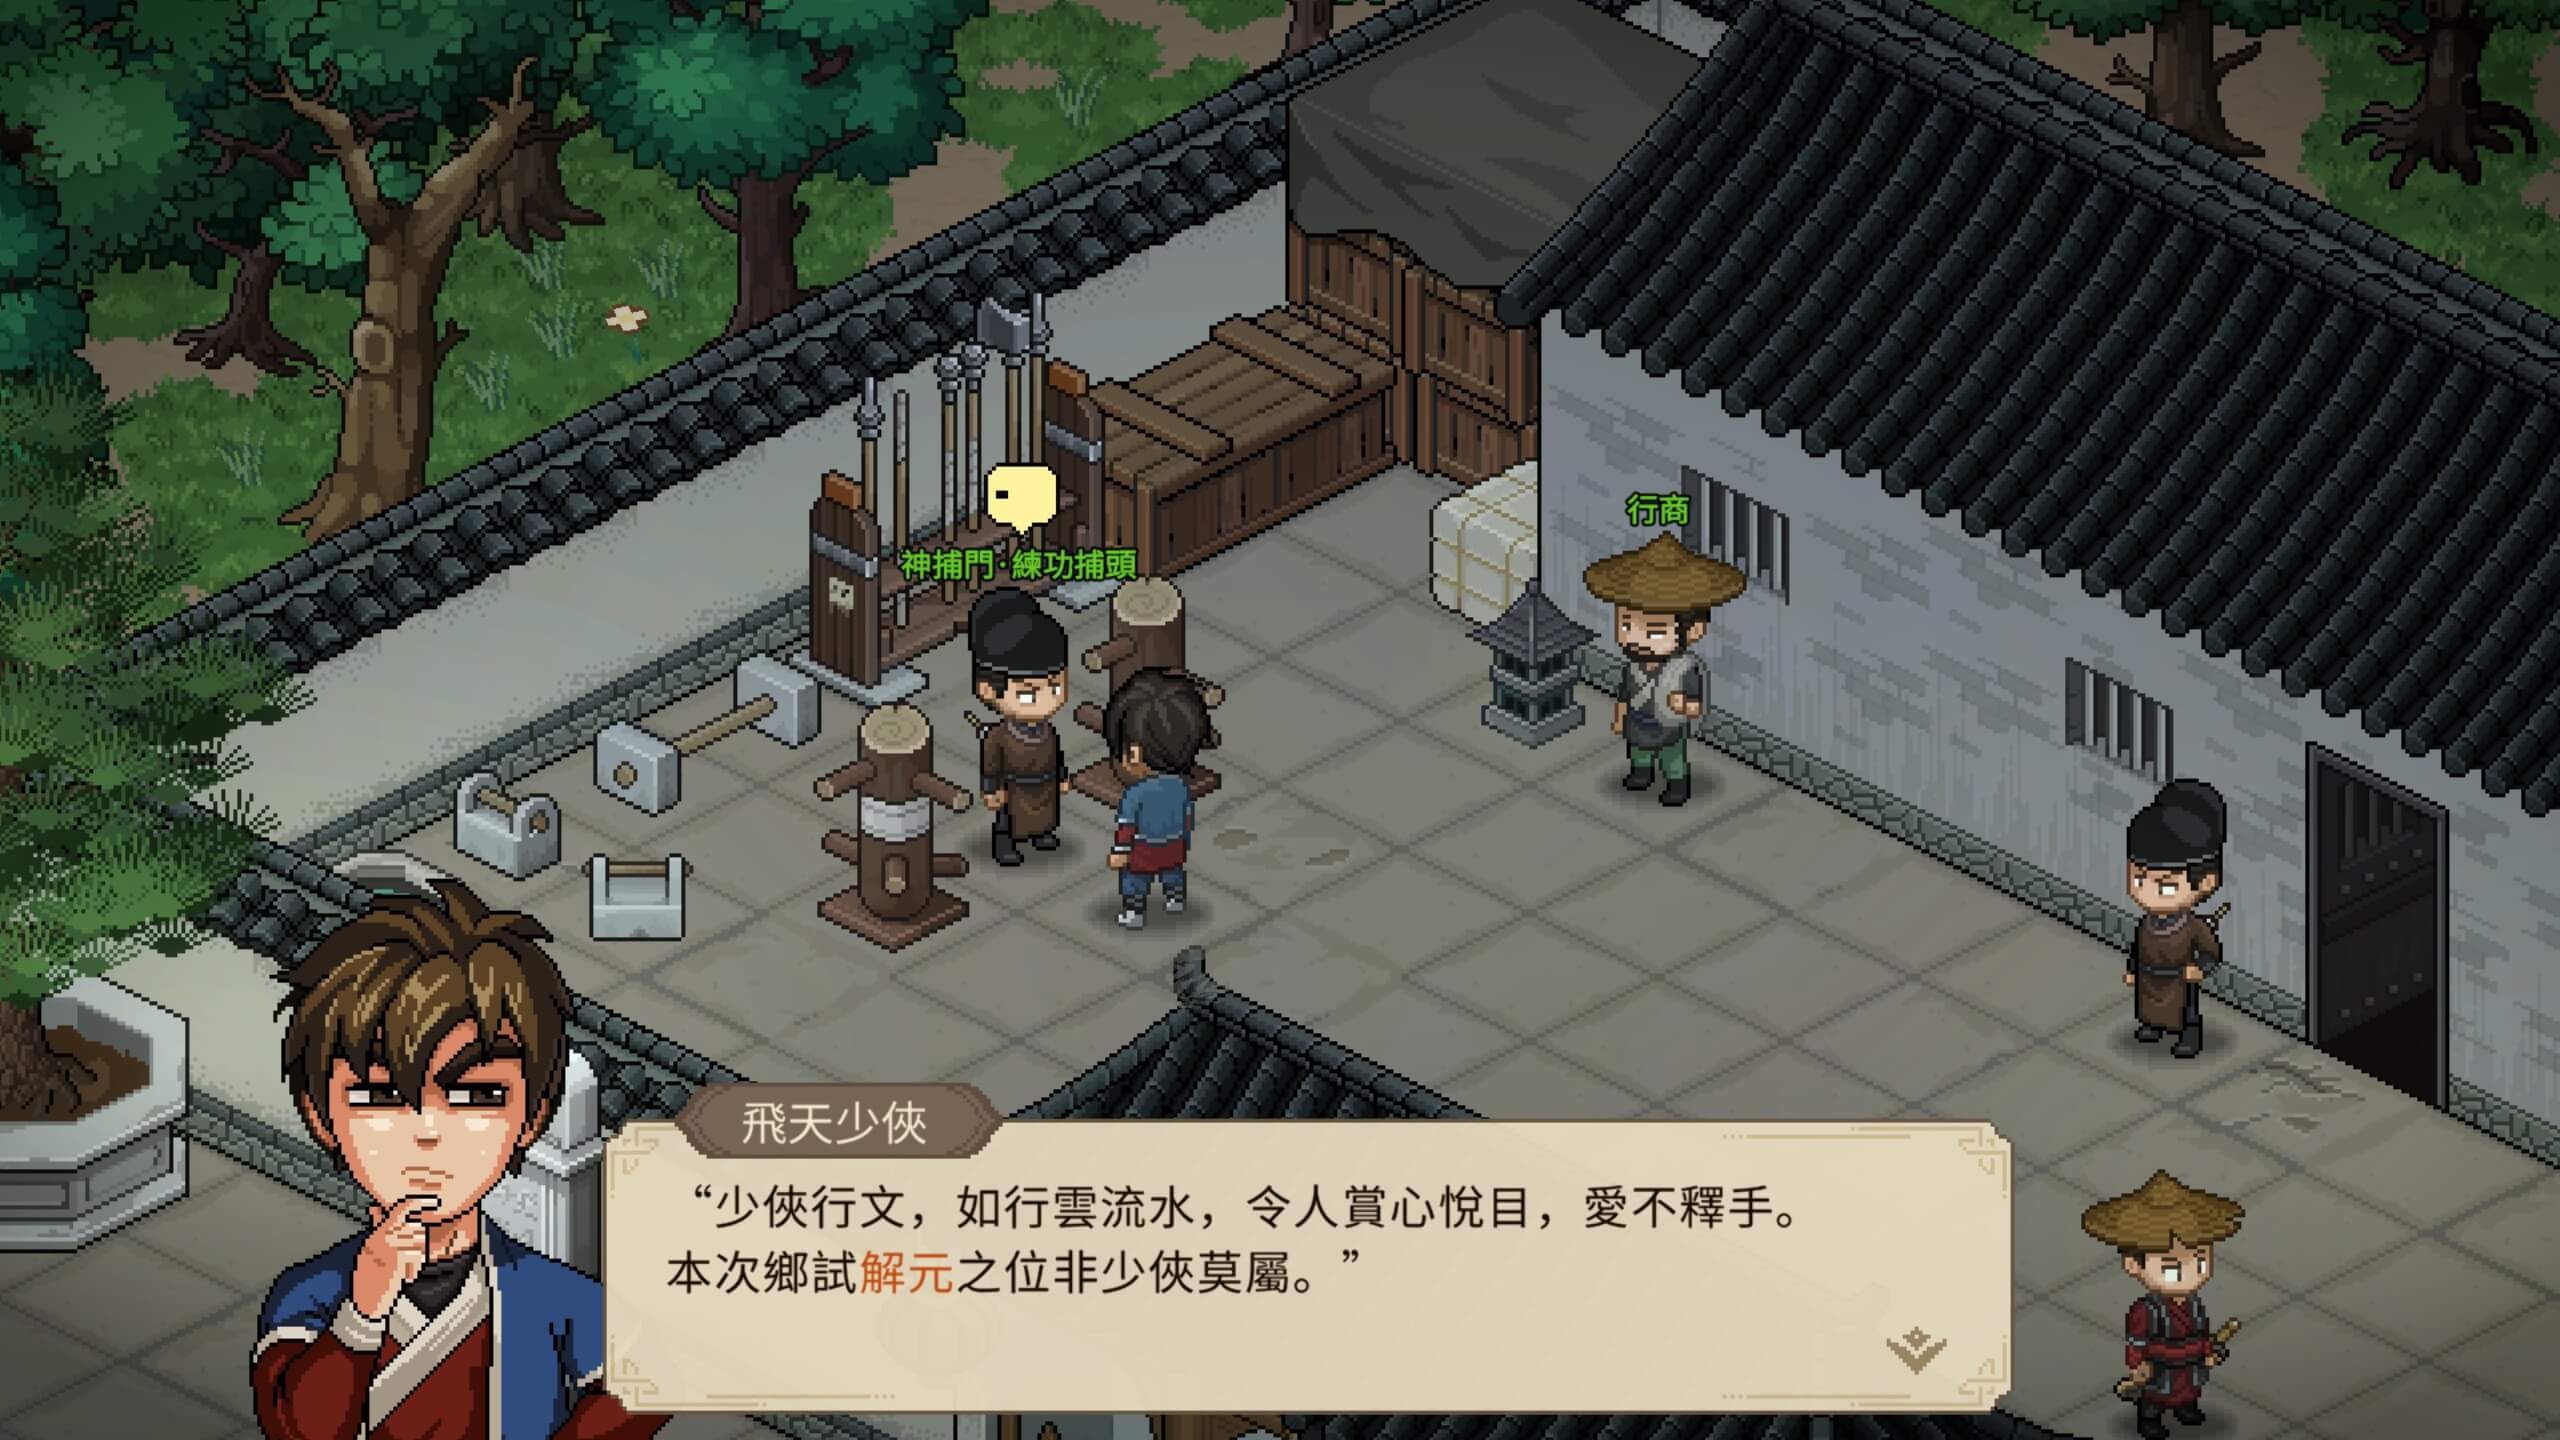 行商
神捕門·練功捕頭
飛天少俠
“少俠行文，如行雲流水，令人賞心悅目，愛不釋手。
本次鄉試解元之位非少俠莫屬。”